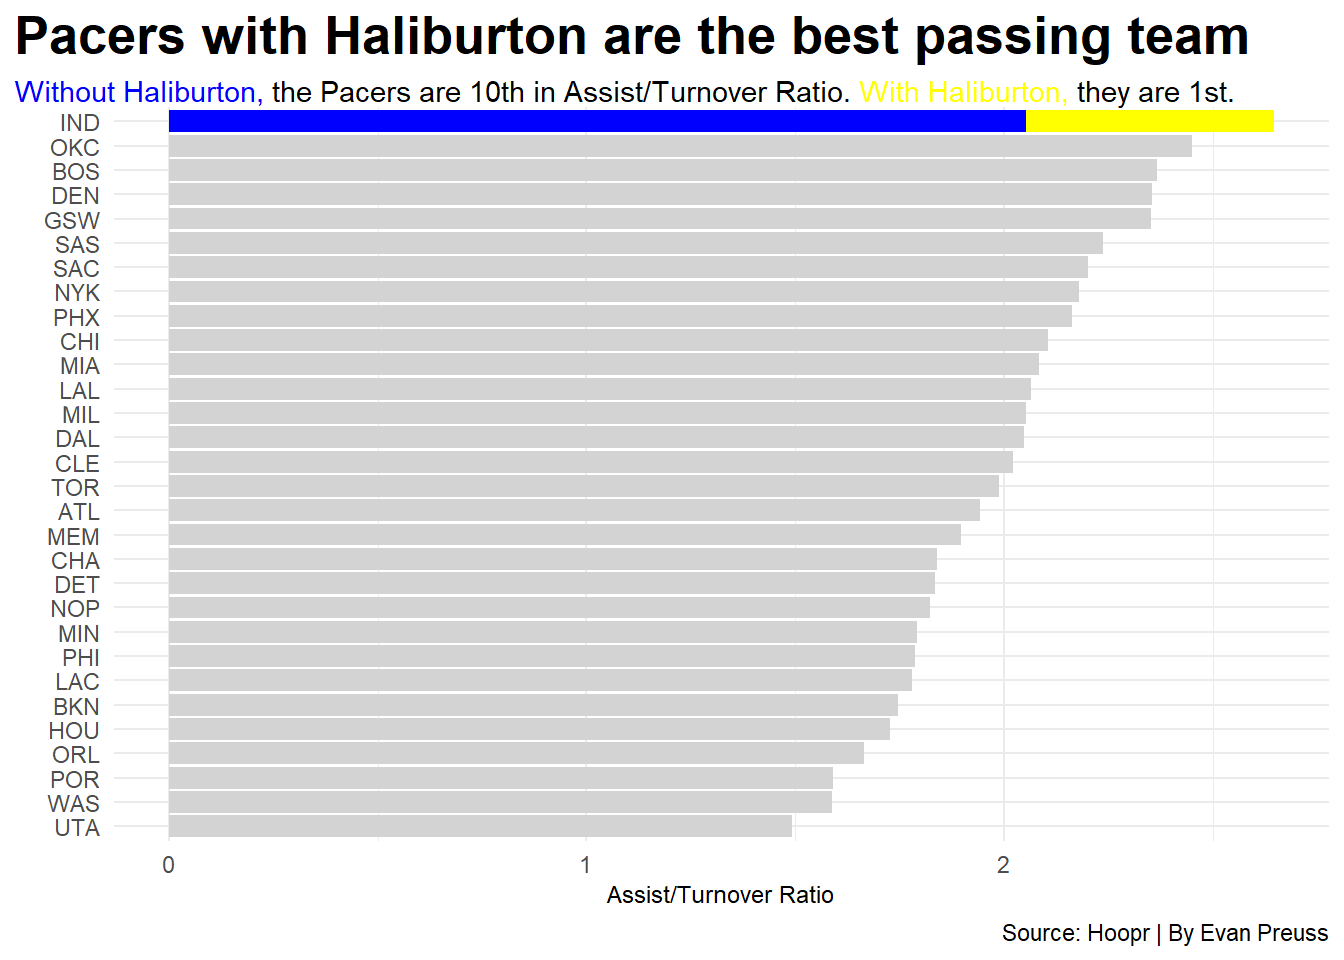 Pacers with Haliburton are the best passing team
Without Haliburton, the Pacers are 10th in Assist/Turnover Ratio. With Haliburton, they are 1st.
IND
OKC
BOS
DEN
GSW
SAS
SAC
NYK
PHX
CHI
MIA
LAL
MIL
DAL
CLE
TOR
ATL
MEM
CHA
DET
NOP
MIN
PHI
LAC
BKN
HOU
ORL
POR
WAS
UTA
0 1 2
Assist/Turnover Ratio
Source: Hoopr | By Evan Preuss